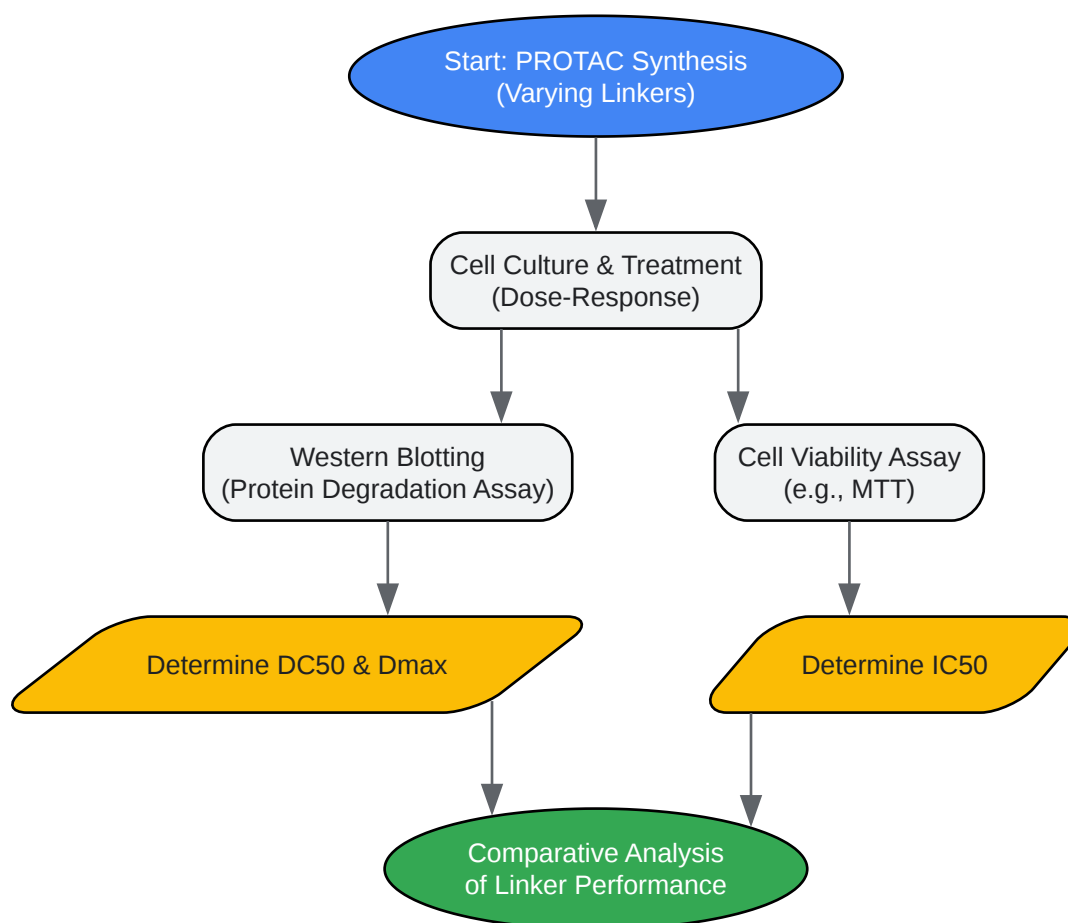 Start: PROTAC Synthesis
(Varying Linkers)
Cell Culture & Treatment
(Dose-Response)
Western Blotting
(Protein Degradation Assay)
Cell Viability Assay
(e.g., MTT)
Determine DC50 & Dmax
Determine IC50
Comparative Analysis
of Linker Performance